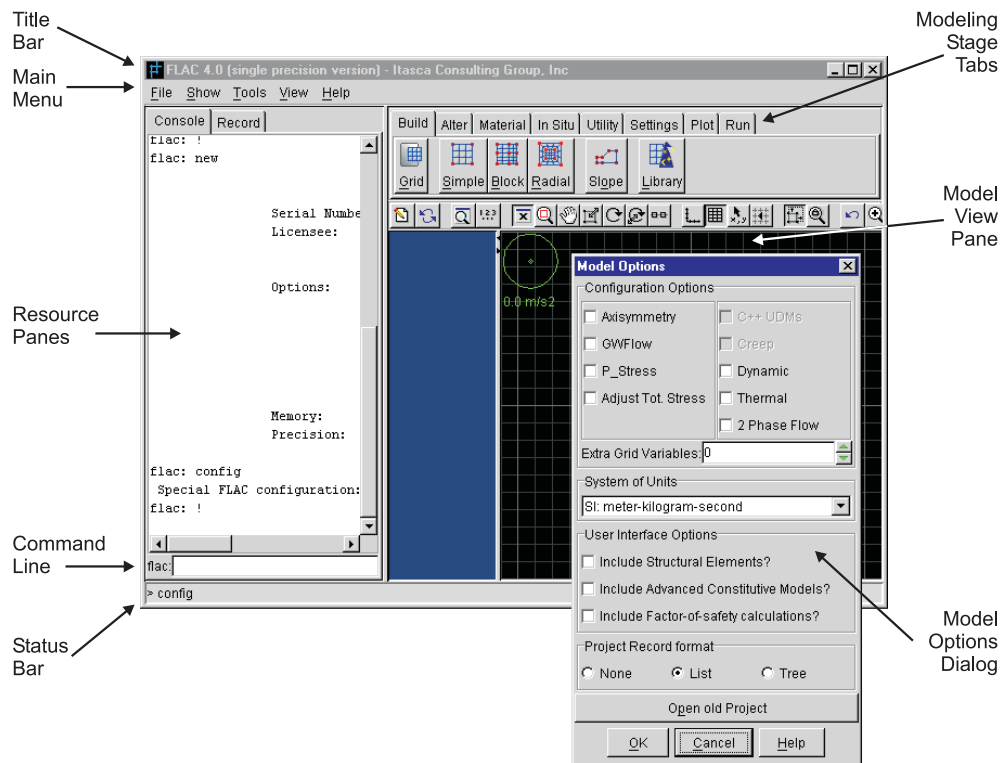 Title
Bar
Main
Menu
Modeling
Stage
Tabs
FLAC 4.0 (single precision version) - Itasca Consulting Group, Inc
File Show Tools View Help
Console Record
Build Alter Material In Situ Utility Settings Plot Run
flac: !
flac: new
Grid Simple Block Radial Slope Library
Serial Numbe
Licensee:
Options:
Memory:
Precision:
flac: config
Special FLAC configuration:
flac: !
flac:
> config
1 2 3
x,y
0.0 m/s2
Model
View
Pane
Resource
Panes
Command
Line
Status
Bar
Model Options
Configuration Options
Axisymmetry
C++ UDMs
GWFlow
Creep
P_Stress
Dynamic
Adjust Tot. Stress
Thermal
2 Phase Flow
Extra Grid Variables: 0
System of Units
SI: meter-kilogram-second
User Interface Options
Include Structural Elements?
Include Advanced Constitutive Models?
Include Factor-of-safety calculations?
Project Record format
None List Tree
Open old Project
OK Cancel Help
Model
Options
Dialog